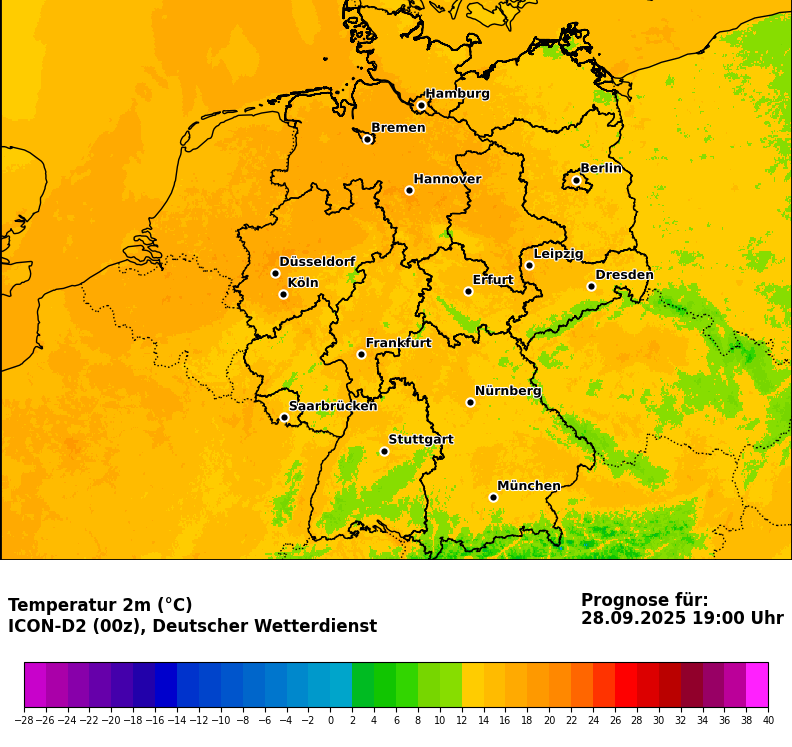 Hamburg
Bremen
Berlin
Hannover
Leipzig
Düsseldorf
Dresden
Köln
Erfurt
Frankfurt
Nürnberg
Saarbrücken
Stuttgart
München
Temperatur 2m (°C)
ICON-D2 (00z), Deutscher Wetterdienst
Prognose für:
28.09.2025 19:00 Uhr
−28 −26 −24 −22 −20 −18 −16 −14 −12 −10 −8 −6 −4 −2 0 2 4 6 8 10 12 14 16 18 20 22 24 26 28 30 32 34 36 38 40